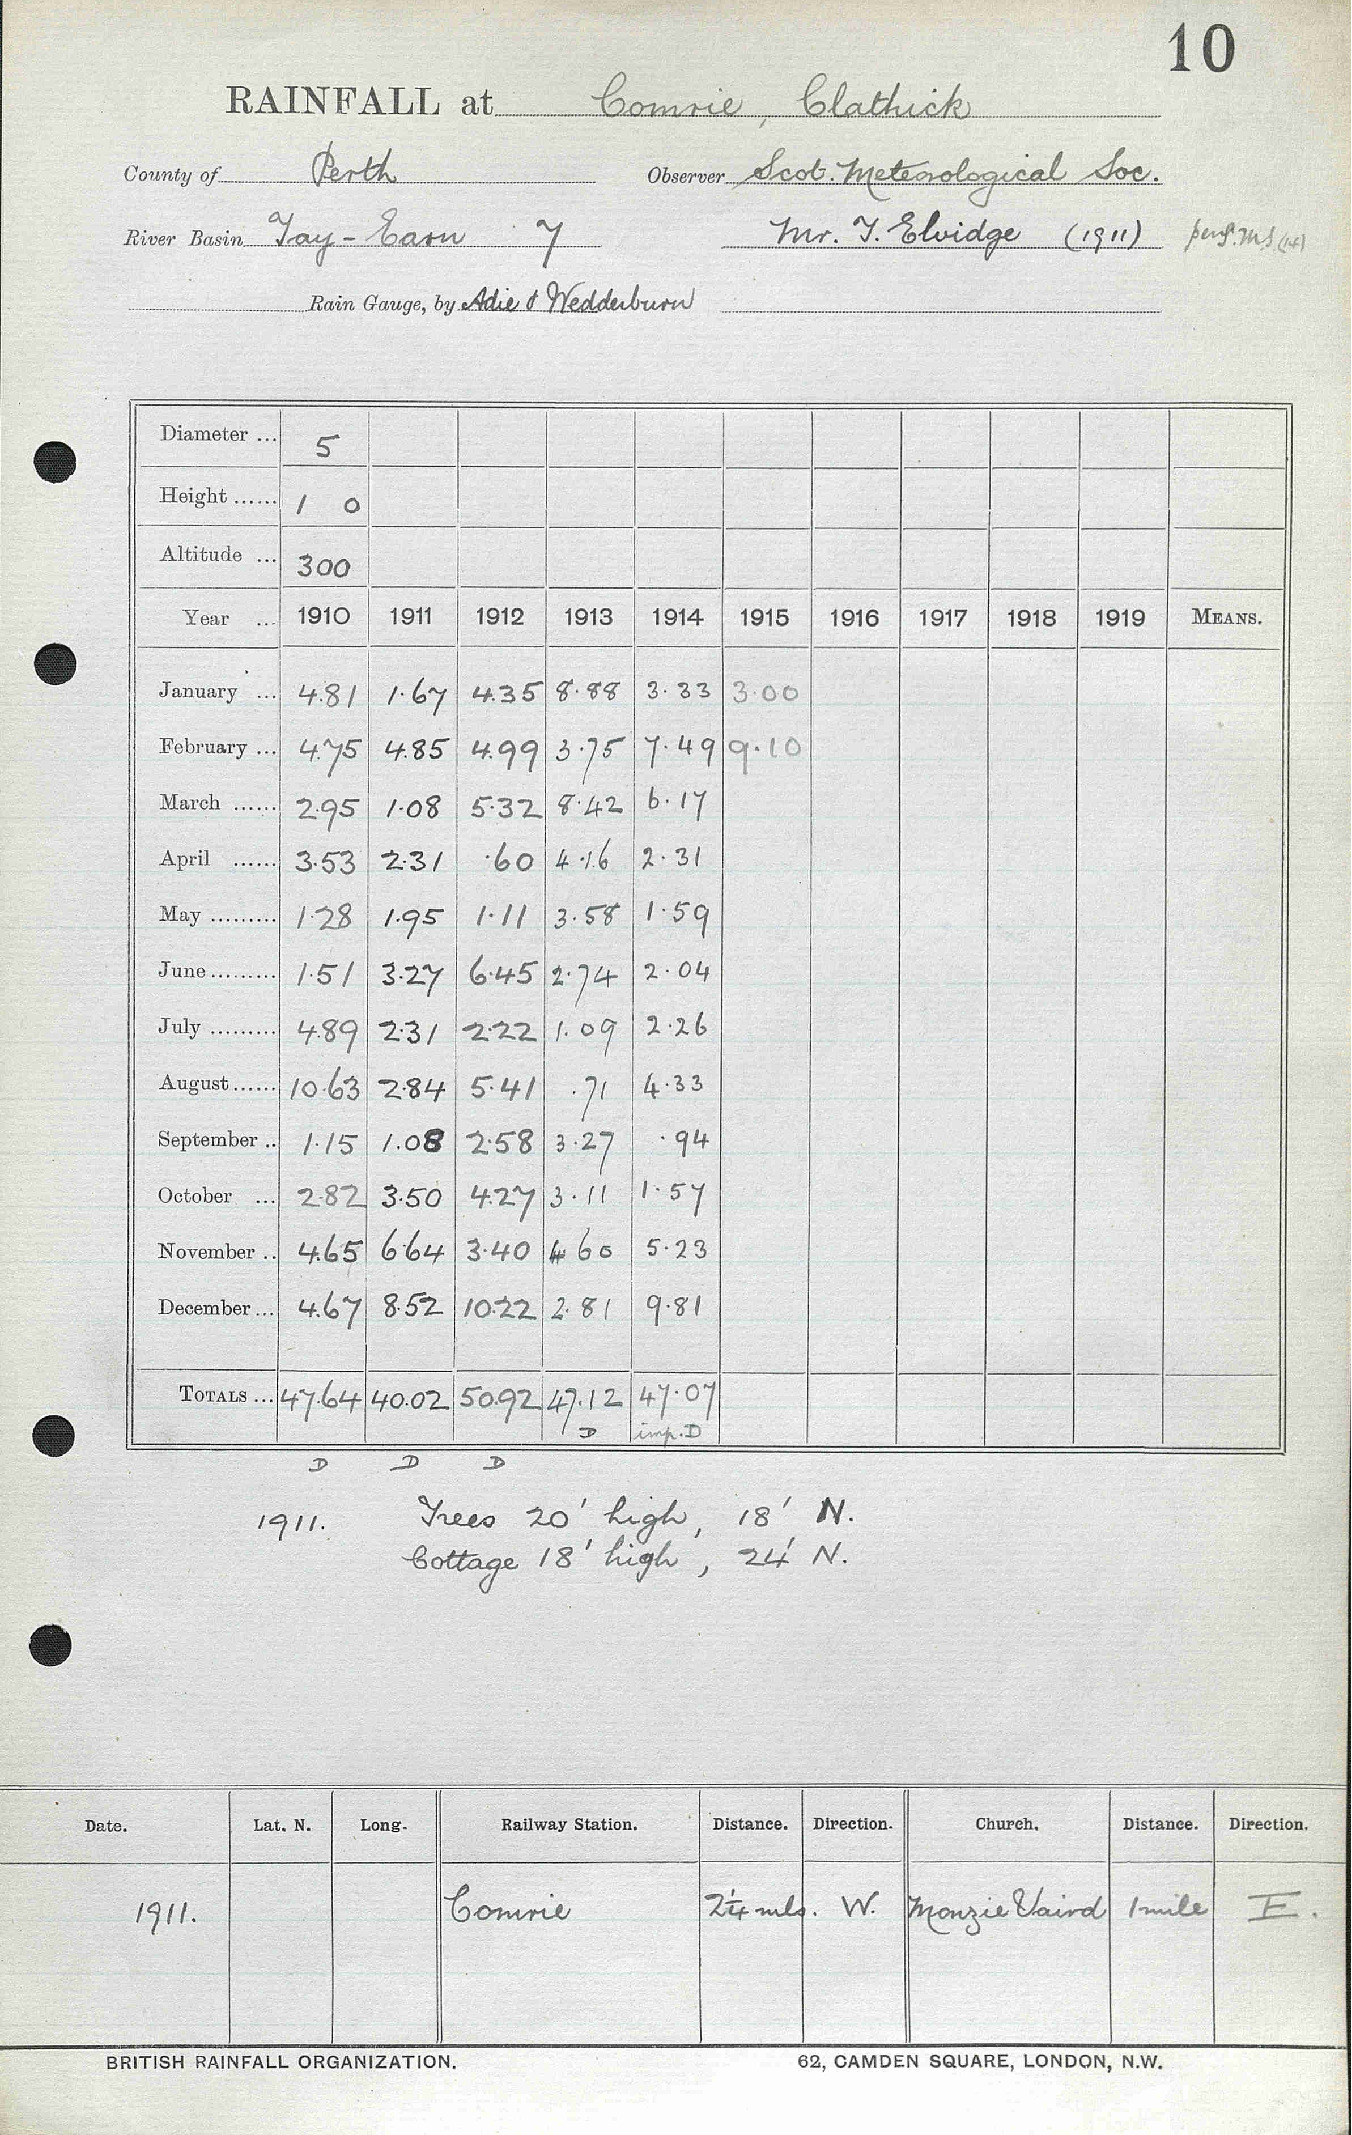 10
RAINFALL at Comrie, Clathick
County of Perth Observer Scot. Meteorological Soc.
River Basin Tay - Earn 7 Mr. T. Elvidge (1911)
Rain Gauge, by Adie & Wedderburn
Diameter ... 5
Height ...... 1 0
Altitude ... 300
Year ... 1910 1911 1912 1913 1914 1915 1916 1917 1918 1919 MEANS.
January ... 4.81 1.67 4.35 8.88 3.33 3.00
February ... 4.75 4.85 4.99 3.75 7.49 9.10
March ...... 2.95 1.08 5.32 8.42 6.17
April ...... 3.53 2.31 .60 4.16 2.31
May ......... 1.28 1.95 1.11 3.58 1.59
June ......... 1.51 3.27 6.45 2.74 2.04
July ......... 4.89 2.31 2.22 1.09 2.26
August ...... 10.63 2.84 5.41 .71 4.33
September .. 1.15 1.08 2.58 3.27 .94
October ... 2.82 3.50 4.27 3.11 1.57
November .. 4.65 6.64 3.40 4 60 5.23
December ... 4.67 8.52 10.22 2.81 9.81
TOTALS ... 47.64 40.02 50.92 47.12 47.07
D imp. D
D D D
1911. Trees 20' high, 18' N.
Cottage 18' high, 24' N.
Date. Lat. N. Long. Railway Station. Distance. Direction. Church. Distance. Direction.
1911. Comrie 2¼ mls. W. Monzie Vaird 1 mile E.
BRITISH RAINFALL ORGANIZATION. 62, CAMDEN SQUARE, LONDON, N.W.